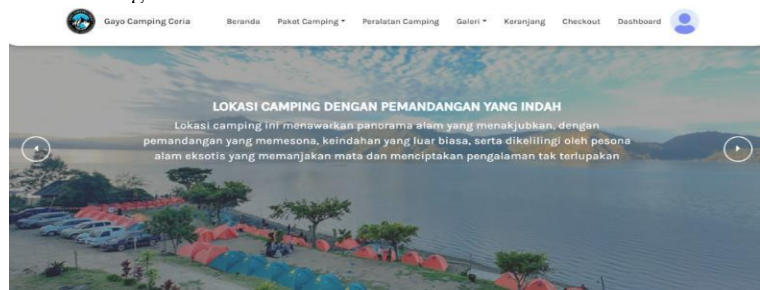 Gayo Camping Ceria
Beranda Paket Camping Peralatan Camping Galeri Keranjang Checkout Dashboard
LOKASI CAMPING DENGAN PEMANDANGAN YANG INDAH
Lokasi camping ini menawarkan panorama alam yang menakjubkan, dengan
pemandangan yang memesona, keindahan yang luar biasa, serta dikelilingi oleh pesona
alam eksotis yang memanjakan mata dan menciptakan pengalaman tak terlupakan